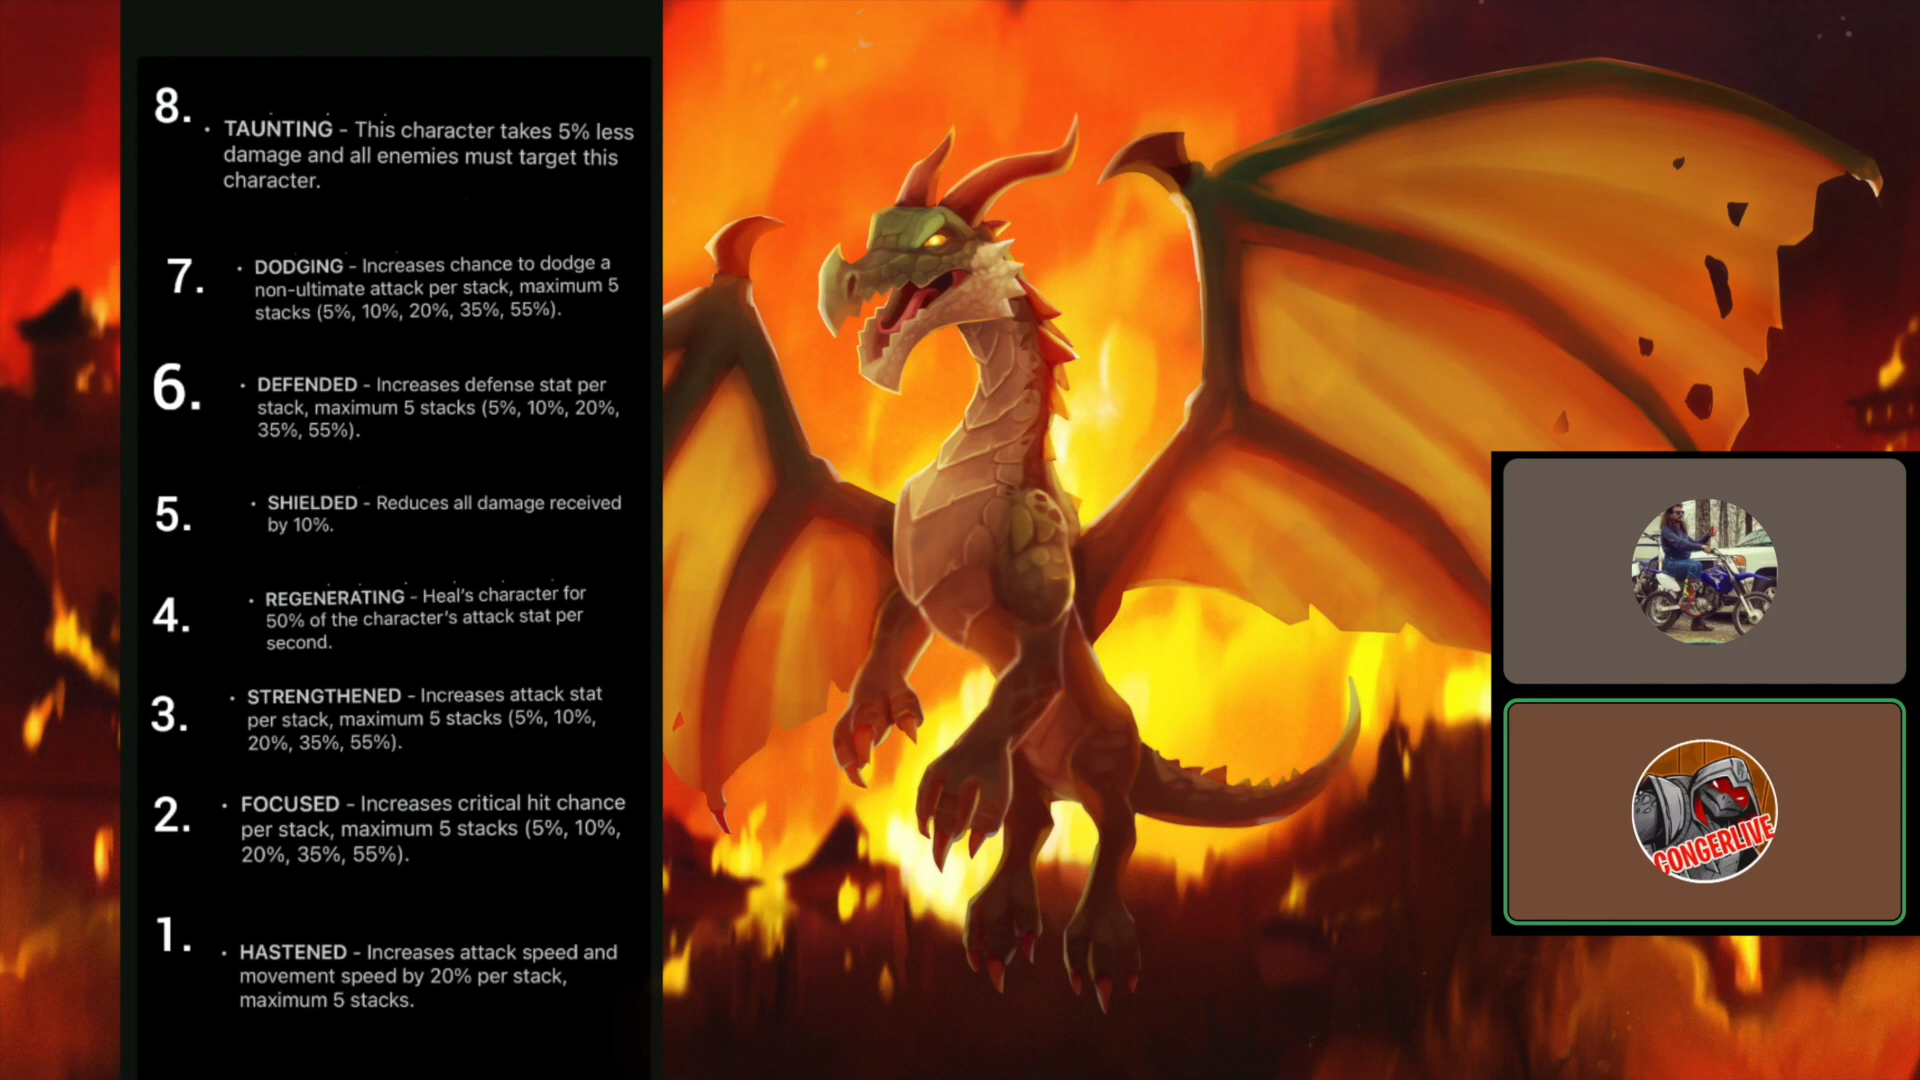 8.
• TAUNTING - This character takes 5% less
damage and all enemies must target this
character.
7.
• DODGING - Increases chance to dodge a
non-ultimate attack per stack, maximum 5
stacks (5%, 10%, 20%, 35%, 55%).
6.
• DEFENDED - Increases defense stat per
stack, maximum 5 stacks (5%, 10%, 20%,
35%, 55%).
5.
• SHIELDED - Reduces all damage received
by 10%.
4.
• REGENERATING - Heal's character for
50% of the character's attack stat per
second.
3.
• STRENGTHENED - Increases attack stat
per stack, maximum 5 stacks (5%, 10%,
20%, 35%, 55%).
2.
• FOCUSED - Increases critical hit chance
per stack, maximum 5 stacks (5%, 10%,
20%, 35%, 55%).
1.
• HASTENED - Increases attack speed and
movement speed by 20% per stack,
maximum 5 stacks.
CONGERLIVE